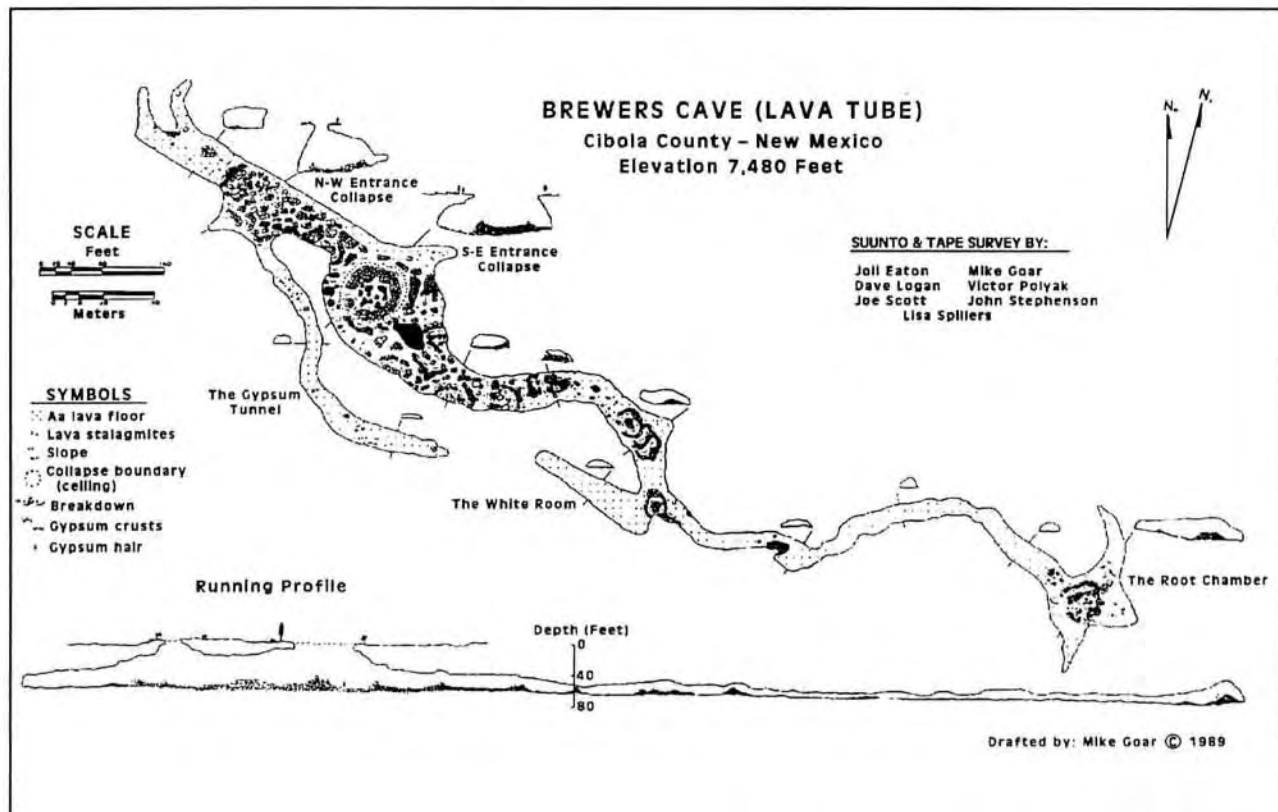 BREWERS CAVE (LAVA TUBE)
Cibola County – New Mexico
Elevation 7,480 Feet
N-W Entrance
Collapse
S-E Entrance
Collapse
SCALE
Feet
Meters
SUUNTO & TAPE SURVEY BY:
Joli Eaton Mike Goar
Dave Logan Victor Polyak
Joe Scott John Stephenson
Lisa Spillers
SYMBOLS
Aa lava floor
Lava stalagmites
Slope
Collapse boundary
(ceiling)
Breakdown
Gypsum crusts
Gypsum hair
The Gypsum
Tunnel
The White Room
The Root Chamber
Running Profile
Depth (Feet)
0
40
80
Drafted by: Mike Goar © 1989